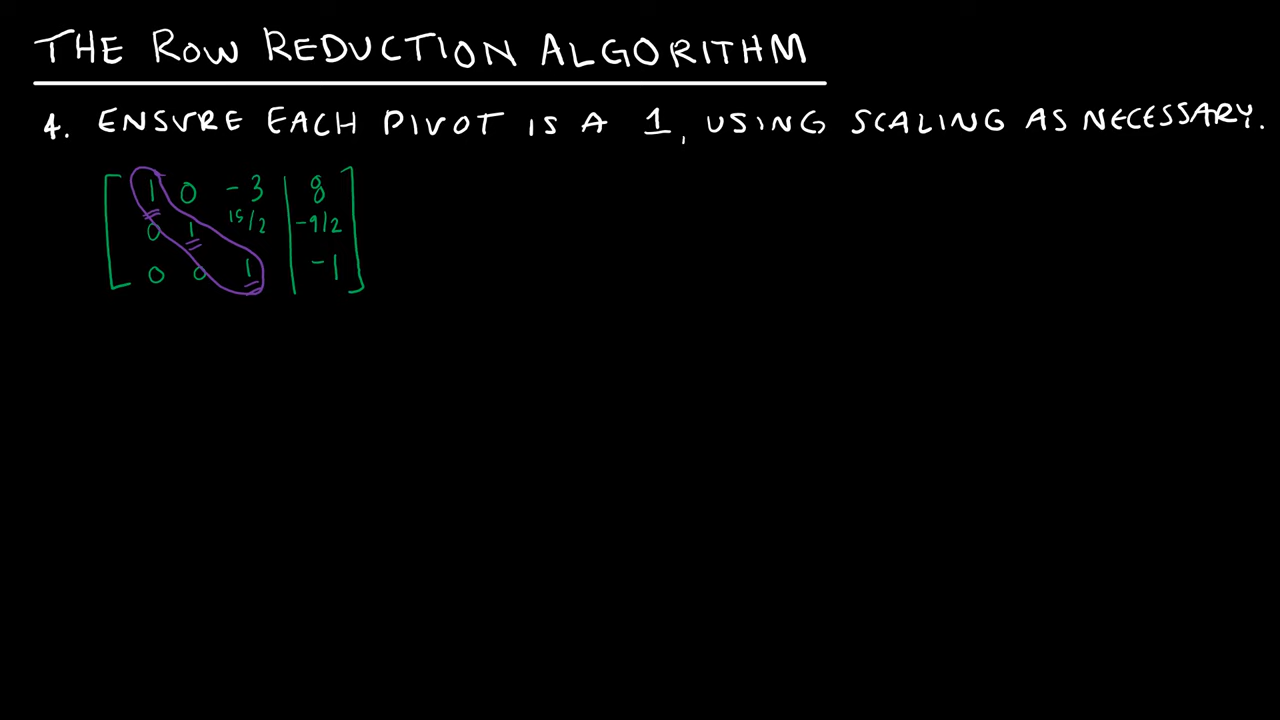 THE ROW REDUCTION ALGORITHM
4. ENSURE EACH PIVOT IS A 1, USING SCALING AS NECESSARY.
1 0 -3 8
0 1 15/2 -9/2
0 0 1 -1